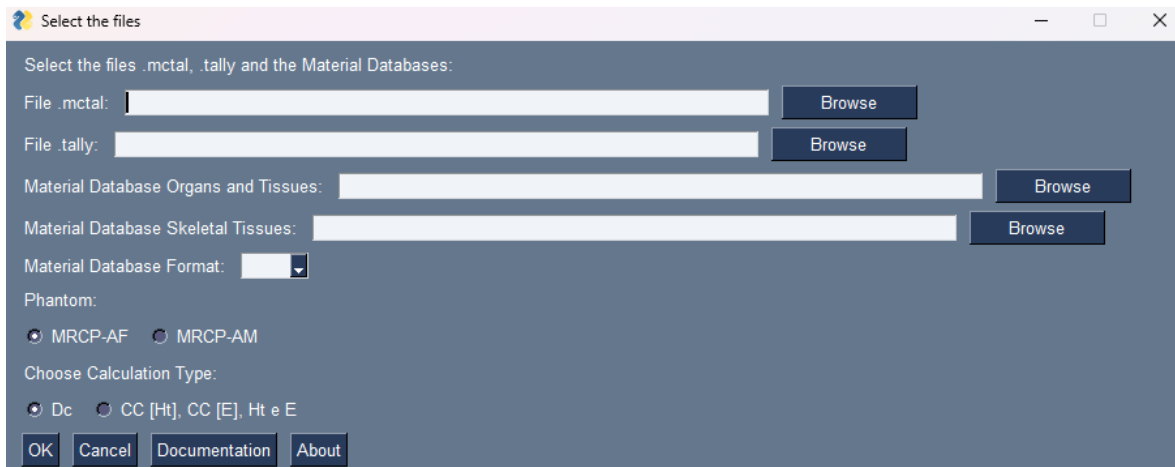 Select the files
Select the files .mctal, .tally and the Material Databases:
File .mctal: Browse
File .tally: Browse
Material Database Organs and Tissues: Browse
Material Database Skeletal Tissues: Browse
Material Database Format:
Phantom:
MRCP-AF MRCP-AM
Choose Calculation Type:
Dc CC [Ht], CC [E], Ht e E
OK Cancel Documentation About